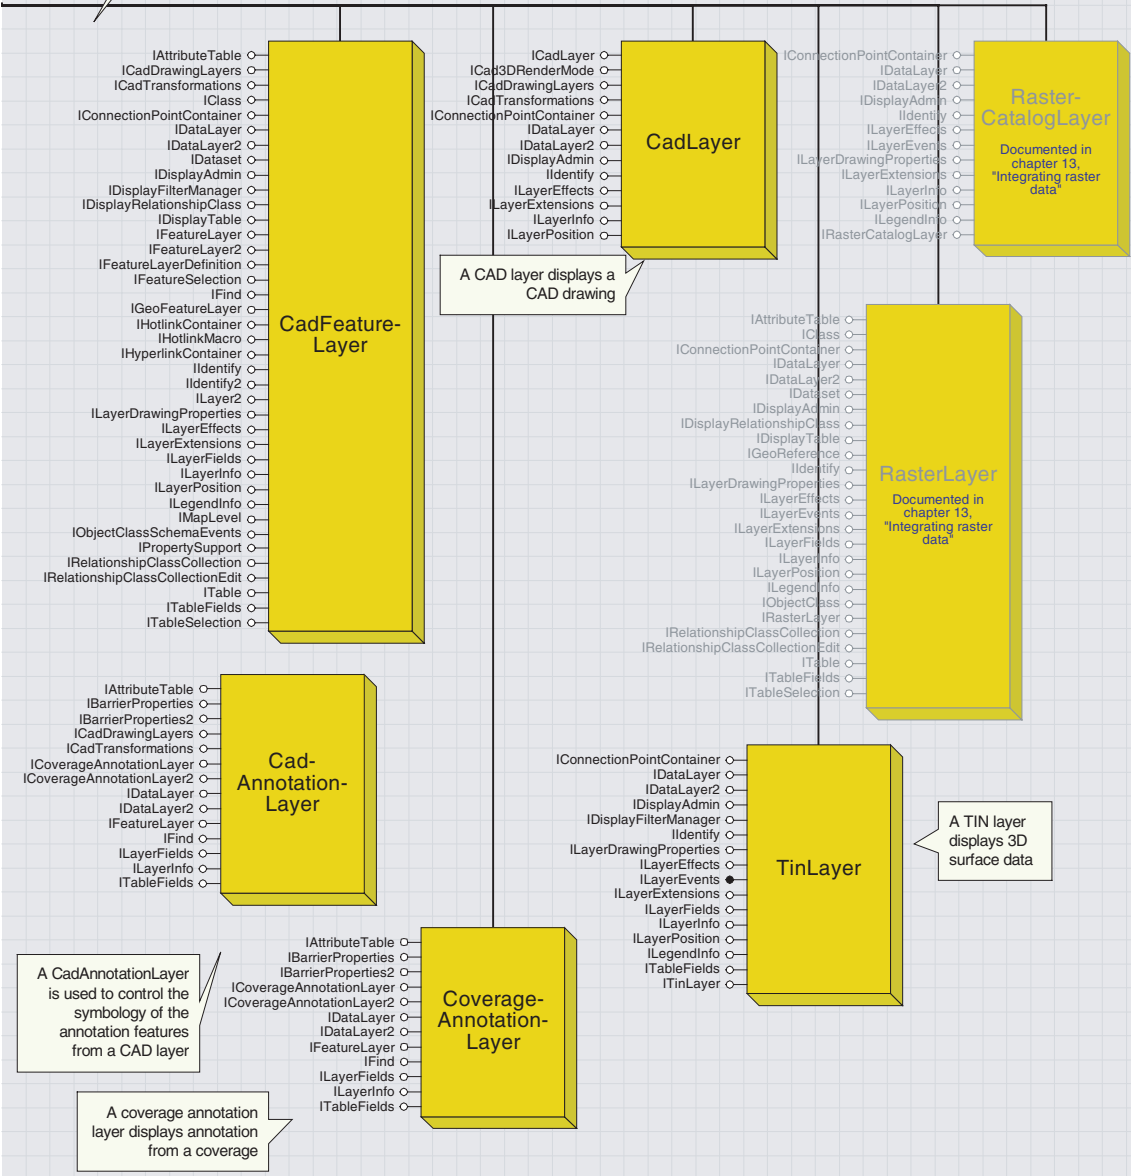 IAttributeTable
ICadDrawingLayers
ICadTransformations
IClass
IConnectionPointContainer
IDataLayer
IDataLayer2
IDataset
IDisplayAdmin
IDisplayFilterManager
IDisplayRelationshipClass
IDisplayTable
IFeatureLayer
IFeatureLayer2
IFeatureLayerDefinition
IFeatureSelection
IFind
IGeoFeatureLayer
IHotlinkContainer
IHotlinkMacro
IHyperlinkContainer
IIdentify
IIdentify2
ILayer2
ILayerDrawingProperties
ILayerEffects
ILayerExtensions
ILayerFields
ILayerInfo
ILayerPosition
ILegendInfo
IMapLevel
IObjectClassSchemaEvents
IPropertySupport
IRelationshipClassCollection
IRelationshipClassCollectionEdit
ITable
ITableFields
ITableSelection
CadFeature-
Layer
ICadLayer
ICad3DRenderMode
ICadDrawingLayers
ICadTransformations
IConnectionPointContainer
IDataLayer
IDataLayer2
IDisplayAdmin
IIdentify
ILayerEffects
ILayerExtensions
ILayerInfo
ILayerPosition
CadLayer
A CAD layer displays a
CAD drawing
IConnectionPointContainer
IDataLayer
IDataLayer2
IDisplayAdmin
IIdentify
ILayerEffects
ILayerEvents
ILayerDrawingProperties
ILayerExtensions
ILayerInfo
ILayerPosition
ILegendInfo
IRasterCatalogLayer
Raster-
CatalogLayer
Documented in
chapter 13,
"Integrating raster
data"
IAttributeTable
IClass
IConnectionPointContainer
IDataLayer
IDataLayer2
IDataset
IDisplayAdmin
IDisplayRelationshipClass
IDisplayTable
IGeoReference
IIdentify
ILayerDrawingProperties
ILayerEffects
ILayerEvents
ILayerExtensions
ILayerFields
ILayerInfo
ILayerPosition
ILegendInfo
IObjectClass
IRasterLayer
IRelationshipClassCollection
IRelationshipClassCollectionEdit
ITable
ITableFields
ITableSelection
RasterLayer
Documented in
chapter 13,
"Integrating raster
data"
IAttributeTable
IBarrierProperties
IBarrierProperties2
ICadDrawingLayers
ICadTransformations
ICoverageAnnotationLayer
ICoverageAnnotationLayer2
IDataLayer
IDataLayer2
IFeatureLayer
IFind
ILayerFields
ILayerInfo
ITableFields
Cad-
Annotation-
Layer
A CadAnnotationLayer
is used to control the
symbology of the
annotation features
from a CAD layer
IConnectionPointContainer
IDataLayer
IDataLayer2
IDisplayAdmin
IDisplayFilterManager
IIdentify
ILayerDrawingProperties
ILayerEffects
ILayerEvents
ILayerExtensions
ILayerFields
ILayerInfo
ILayerPosition
ILegendInfo
ITableFields
ITinLayer
TinLayer
A TIN layer
displays 3D
surface data
IAttributeTable
IBarrierProperties
IBarrierProperties2
ICoverageAnnotationLayer
ICoverageAnnotationLayer2
IDataLayer
IDataLayer2
IFeatureLayer
IFind
ILayerFields
ILayerInfo
ITableFields
Coverage-
Annotation-
Layer
A coverage annotation
layer displays annotation
from a coverage